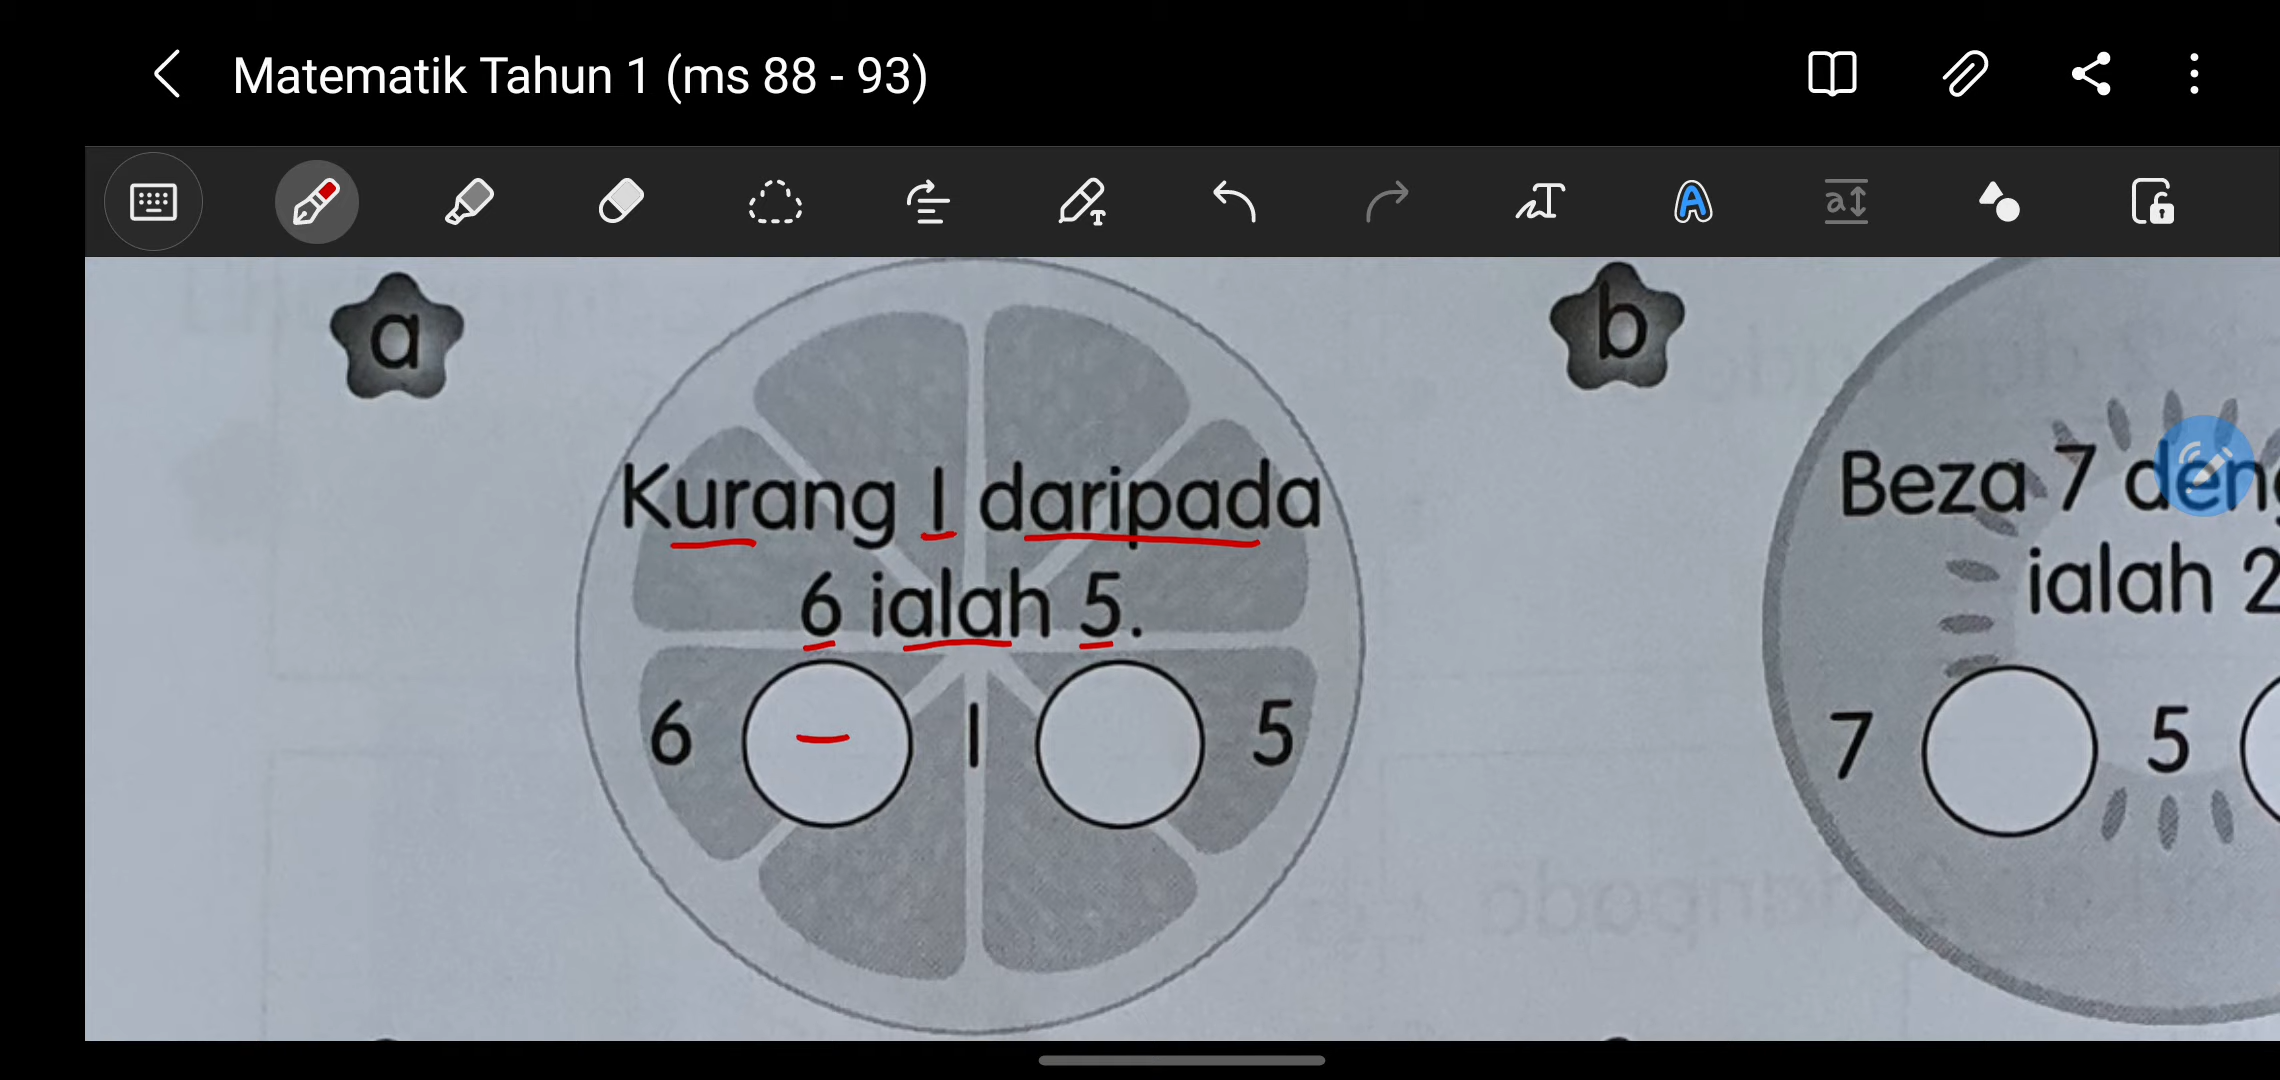 Matematik Tahun 1 (ms 88 - 93)
a
Kurang 1 daripada
6 ialah 5.
6 − 1 5
b
Beza 7
ialah 2
7 5